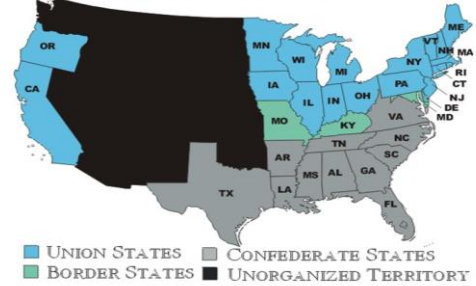 ME
OR
MN
VT
NH
MA
WI
NY
MI
RI
CT
IA
PA
CA
NJ
IL
IN
OH
DE
MD
MO
KY
VA
TN
NC
AR
SC
MS
AL
GA
TX
LA
FL
UNION STATES
CONFEDERATE STATES
BORDER STATES
UNORGANIZED TERRITORY